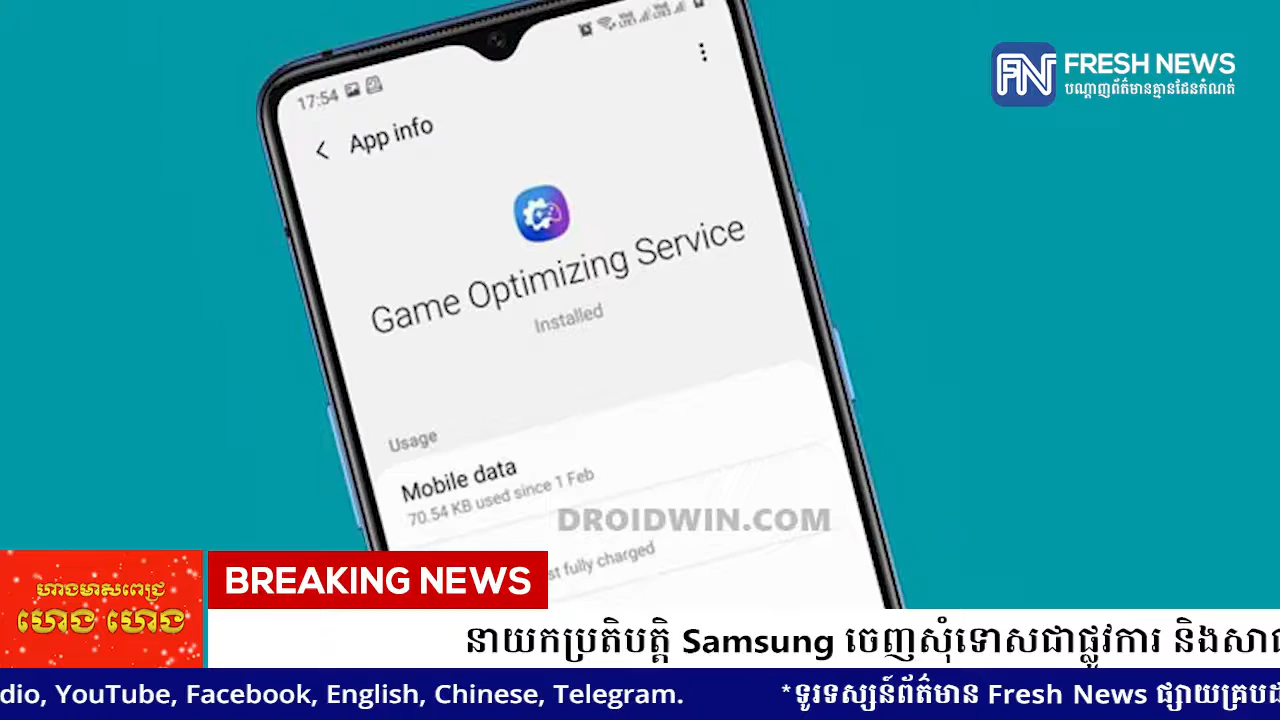 17:54
FRESH NEWS
បណ្តាញព័ត៌មានគ្មានដែនកំណត់
App info
Game Optimizing Service
Installed
Usage
Mobile data
70.54 KB used since 1 Feb
DROIDWIN.COM
st fully charged
ហាងមាសពេជ្រ
ហេង ហេង
BREAKING NEWS
នាយកប្រតិបត្តិ Samsung ចេញសុំទោសជាផ្លូវការ និងសា
dio, YouTube, Facebook, English, Chinese, Telegram.
*ទូរទស្សន៍ព័ត៌មាន Fresh News ផ្សាយគ្រប